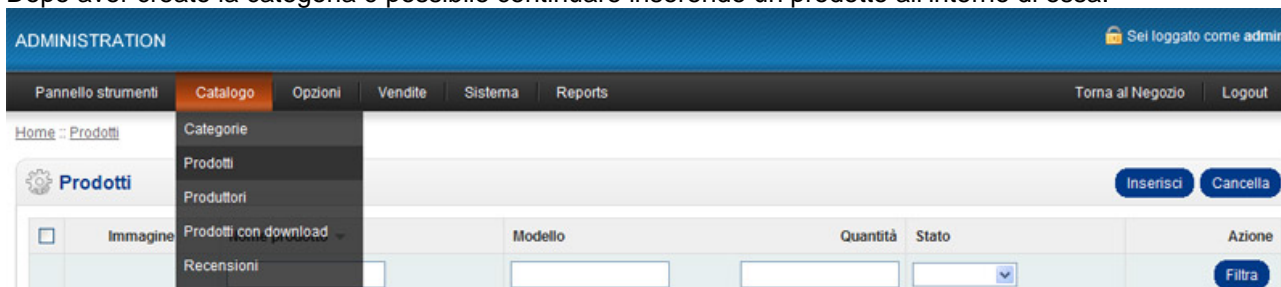 Dopo aver creato la categoria è possibile continuare inserendo un prodotto all'interno di essa.
ADMINISTRATION
Sei loggato come admin
Pannello strumenti Catalogo Opzioni Vendite Sistema Reports Torna al Negozio Logout
Home :: Prodotti
Categorie
Prodotti
Produttori
Prodotti con download
Recensioni
Prodotti
Inserisci Cancella
Immagine Nome prodotto Modello Quantità Stato Azione
Filtra